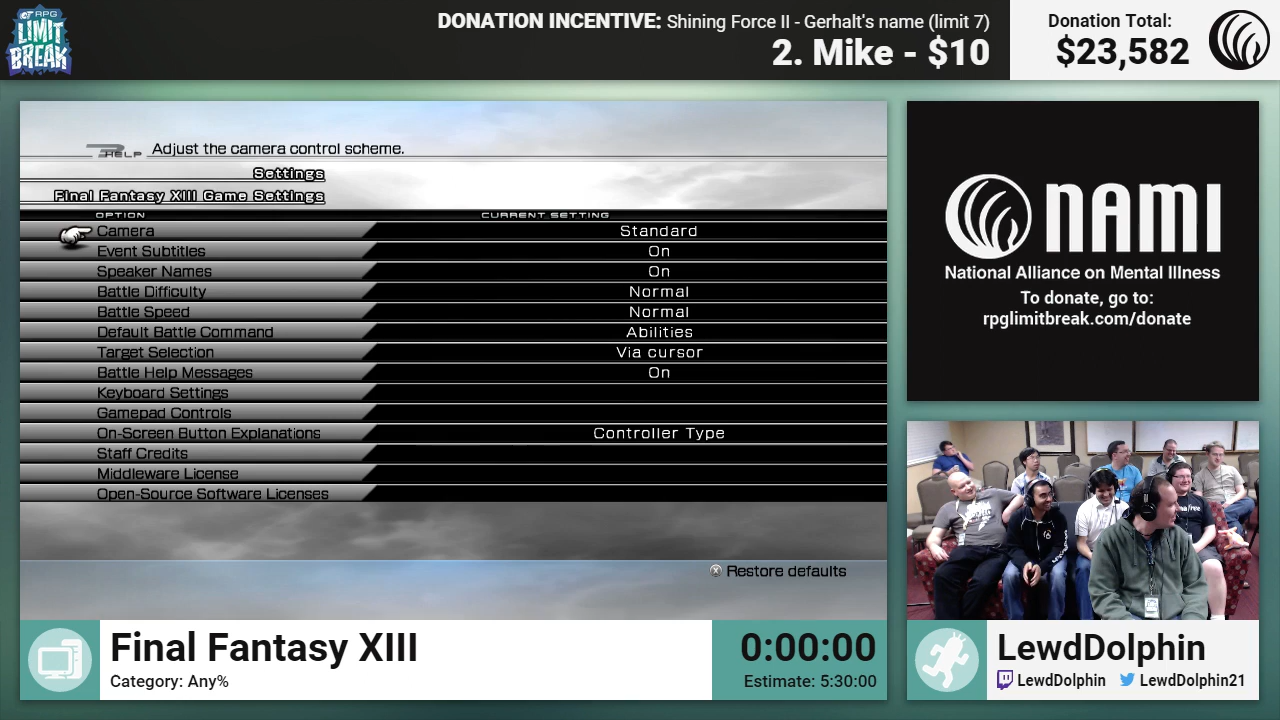 RPG
LIMIT
BREAK
DONATION INCENTIVE: Shining Force II - Gerhalt's name (limit 7)
2. Mike - $10
Donation Total:
$23,582
HELP Adjust the camera control scheme.
Settings
Final Fantasy XIII Game Settings
OPTION CURRENT SETTING
Camera Standard
Event Subtitles On
Speaker Names On
Battle Difficulty Normal
Battle Speed Normal
Default Battle Command Abilities
Target Selection Via cursor
Battle Help Messages On
Keyboard Settings
Gamepad Controls
On-Screen Button Explanations Controller Type
Staff Credits
Middleware License
Open-Source Software Licenses
X Restore defaults
NAMI
National Alliance on Mental Illness
To donate, go to:
rpglimitbreak.com/donate
Final Fantasy XIII
Category: Any%
0:00:00
Estimate: 5:30:00
LewdDolphin
LewdDolphin LewdDolphin21